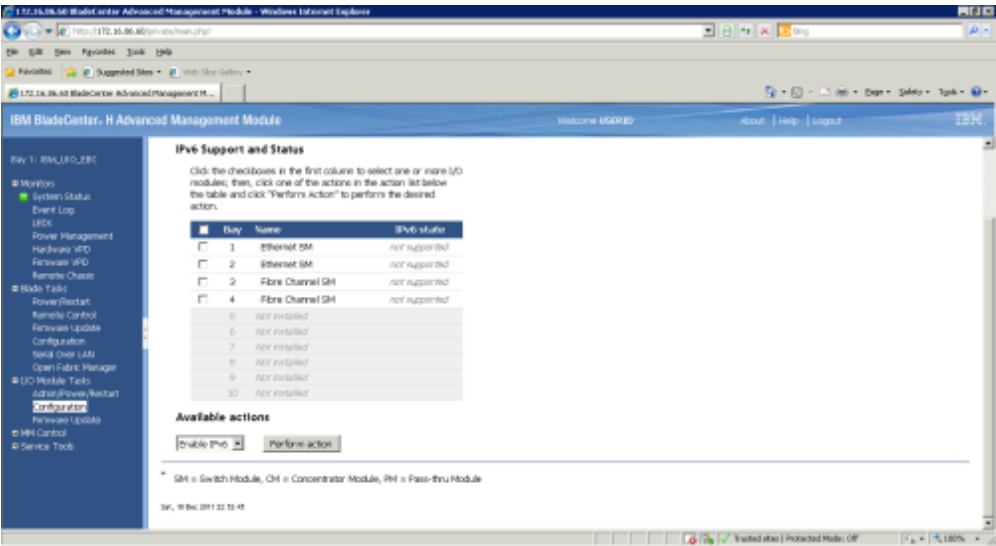 172.16.86.60 BladeCenter Advanced Management Module - Windows Internet Explorer
http://172.16.86.60/private/main.php?
Bing
File Edit View Favorites Tools Help
Favorites Suggested Sites Web Slice Gallery
172.16.86.60 BladeCenter Advanced Management M...
Page Safety Tools
IBM BladeCenter® H Advanced Management Module
Welcome USERID
About | Help | Logout
IBM.
Bay 1: IBM_LRO_EBC
Monitors
System Status
Event Log
LEDs
Power Management
Hardware VPD
Firmware VPD
Remote Chassis
Blade Tasks
Power/Restart
Remote Control
Firmware Update
Configuration
Serial Over LAN
Open Fabric Manager
I/O Module Tasks
Admin/Power/Restart
Configuration
Firmware Update
MM Control
Service Tools
IPv6 Support and Status
Click the checkboxes in the first column to select one or more I/O
modules; then, click one of the actions in the action list below
the table and click "Perform Action" to perform the desired
action.
Bay Name IPv6 state
1 Ethernet SM not supported
2 Ethernet SM not supported
3 Fibre Channel SM not supported
4 Fibre Channel SM not supported
5 Not installed
6 Not installed
7 Not installed
8 Not installed
9 Not installed
10 Not installed
Available actions
Enable IPv6 Perform action
* SM = Switch Module, CM = Concentrator Module, PM = Pass-thru Module
Dec 2011 22:52:45
Trusted sites | Protected Mode: Off
100%